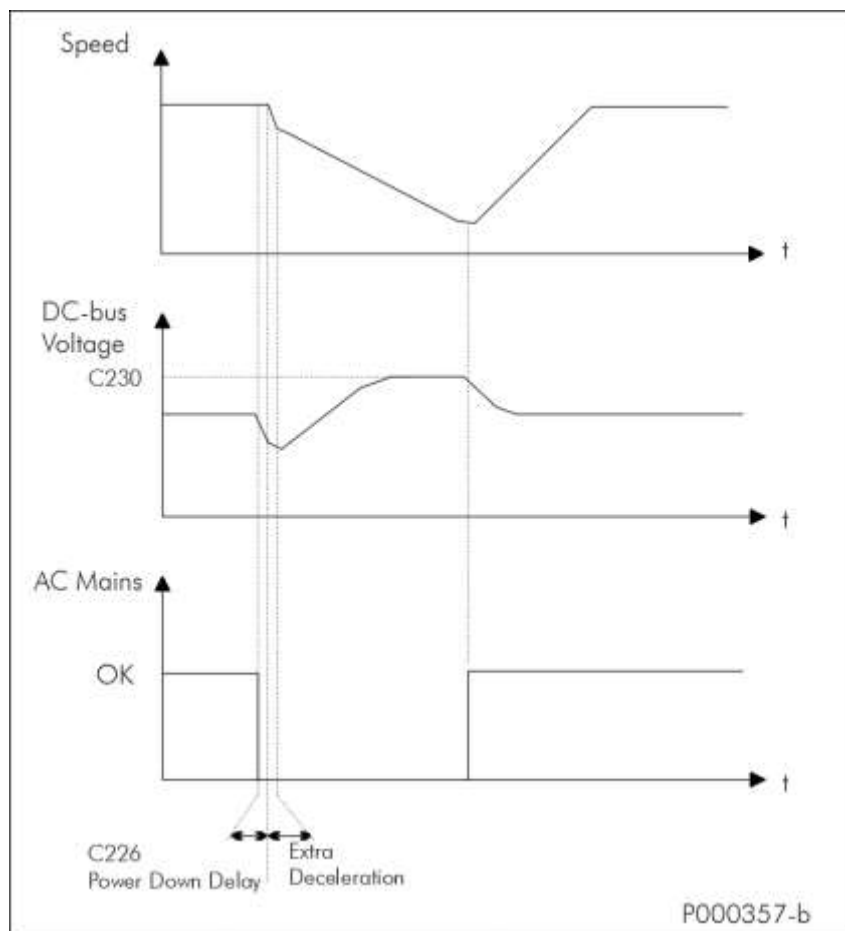 Speed
t
DC-bus
Voltage
C230
t
AC Mains
OK
t
C226
Power Down Delay
Extra
Deceleration
P000357-b